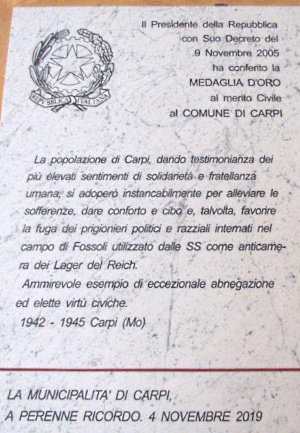 Il Presidente della Repubblica
con Suo Decreto del
9 Novembre 2005
ha conferito la
MEDAGLIA D'ORO
al merito Civile
al COMUNE DI CARPI
REPVBBLICA ITALIANA
La popolazione di Carpi, dando testimonianza dei
più elevati sentimenti di solidarietà e fratellanza
umana, si adoperò instancabilmente per alleviare le
sofferenze, dare conforto e cibo e, talvolta, favorire
la fuga dei prigionieri politici e razziali internati nel
campo di Fossoli utilizzato dalle SS come anticame-
ra dei Lager del Reich.
Ammirevole esempio di eccezionale abnegazione
ed elette virtù civiche.
1942 - 1945 Carpi (Mo)
LA MUNICIPALITA' DI CARPI,
A PERENNE RICORDO. 4 NOVEMBRE 2019